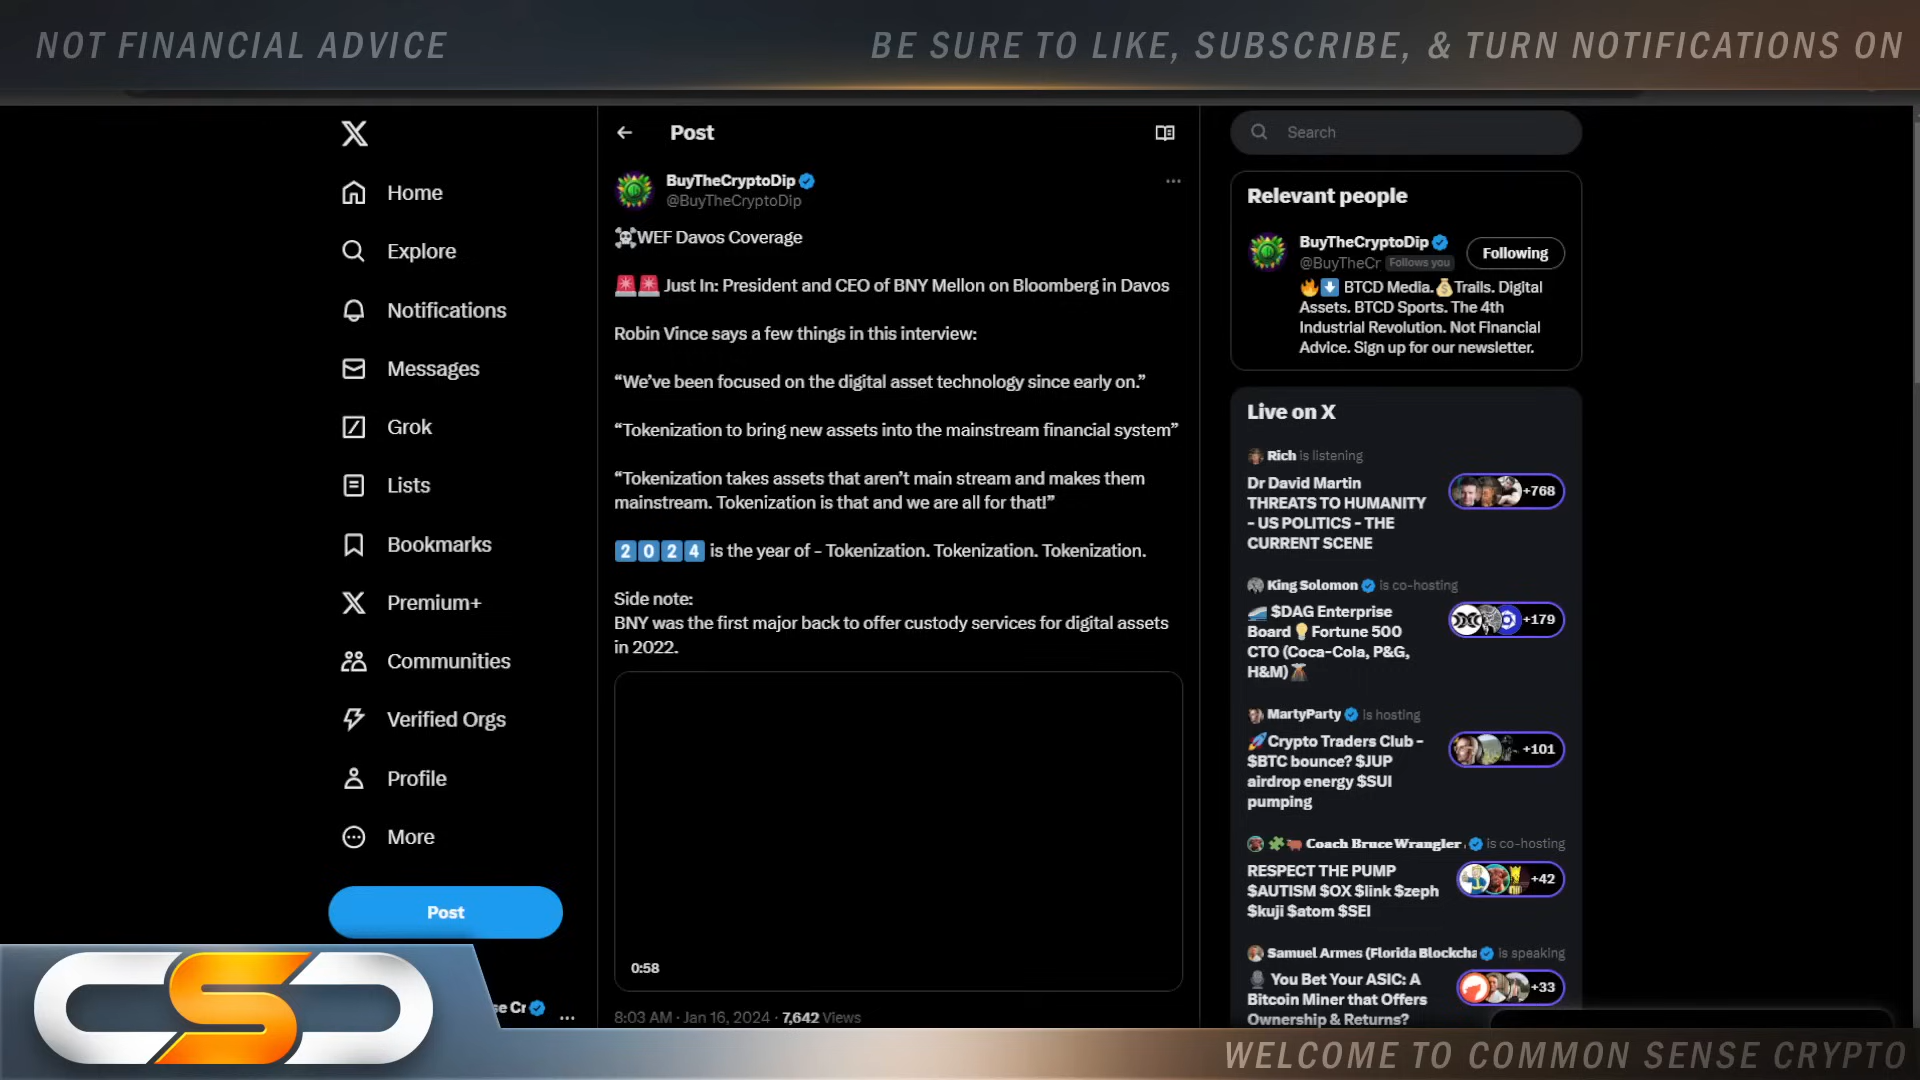 NOT FINANCIAL ADVICE
BE SURE TO LIKE, SUBSCRIBE, & TURN NOTIFICATIONS ON
Home
Explore
Notifications
Messages
Grok
Lists
Bookmarks
Premium+
Communities
Verified Orgs
Profile
More
Post
se Cr
Post
BuyTheCryptoDip
@BuyTheCryptoDip
☠️WEF Davos Coverage
🚨🚨 Just In: President and CEO of BNY Mellon on Bloomberg in Davos
Robin Vince says a few things in this interview:
“We’ve been focused on the digital asset technology since early on.”
“Tokenization to bring new assets into the mainstream financial system”
“Tokenization takes assets that aren’t main stream and makes them
mainstream. Tokenization is that and we are all for that!”
2️⃣0️⃣2️⃣4️⃣ is the year of - Tokenization. Tokenization. Tokenization.
Side note:
BNY was the first major back to offer custody services for digital assets
in 2022.
0:58
8:03 AM · Jan 16, 2024 · 7,642 Views
Search
Relevant people
BuyTheCryptoDip
@BuyTheCr Follows you
Following
🔥⬇️ BTCD Media.💰Trails. Digital
Assets. BTCD Sports. The 4th
Industrial Revolution. Not Financial
Advice. Sign up for our newsletter.
Live on X
Rich is listening
Dr David Martin
THREATS TO HUMANITY
- US POLITICS - THE
CURRENT SCENE
+768
King Solomon is co-hosting
🚄 $DAG Enterprise
Board💡Fortune 500
CTO (Coca-Cola, P&G,
H&M)🌋
+179
MartyParty is hosting
🚀Crypto Traders Club -
$BTC bounce? $JUP
airdrop energy $SUI
pumping
+101
Coach Bruce Wrangler is co-hosting
RESPECT THE PUMP
$AUTISM $OX $link $zeph
$kuji $atom $SEI
+42
Samuel Armes (Florida Blockcha is speaking
🎙️ You Bet Your ASIC: A
Bitcoin Miner that Offers
Ownership & Returns?
+33
CSC
WELCOME TO COMMON SENSE CRYPTO